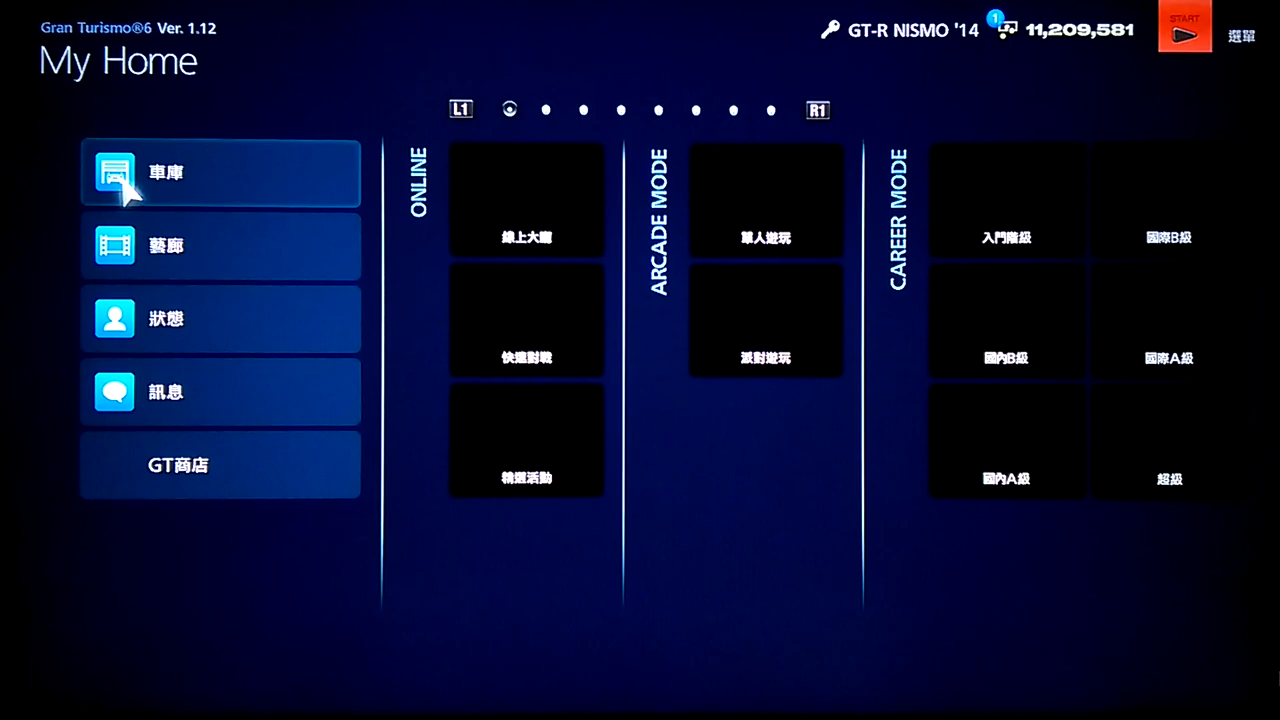 Gran Turismo®6 Ver. 1.12
My Home
GT-R NISMO '14
1
11,209,581
START
選單
L1
R1
車庫
藝廊
狀態
訊息
GT商店
ONLINE
線上大廳
快速對戰
精選活動
ARCADE MODE
單人遊玩
派對遊玩
CAREER MODE
入門階級
國際B級
國內B級
國際A級
國內A級
超級